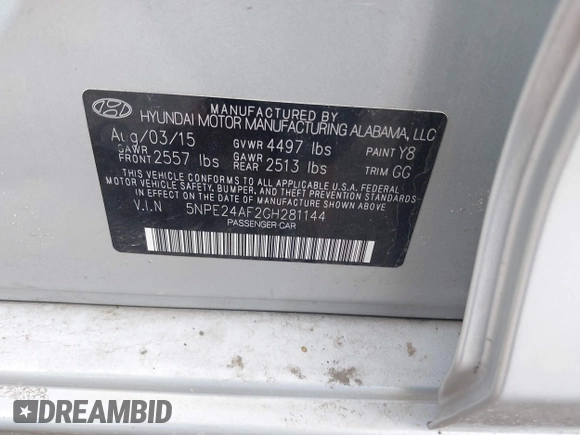 MANUFACTURED BY
HYUNDAI MOTOR MANUFACTURING ALABAMA, LLC
Aug/03/15 GVWR 4497 lbs PAINT Y8
GAWR FRONT 2557 lbs GAWR REAR 2513 lbs TRIM GG
THIS VEHICLE CONFORMS TO ALL APPLICABLE U.S.A. FEDERAL
MOTOR VEHICLE SAFETY, BUMPER, AND THEFT PREVENTION STANDARDS
IN EFFECT ON THE DATE OF MANUFACTURE SHOWN ABOVE.
V.I.N 5NPE24AF2GH281144
PASSENGER-CAR
DREAMBID